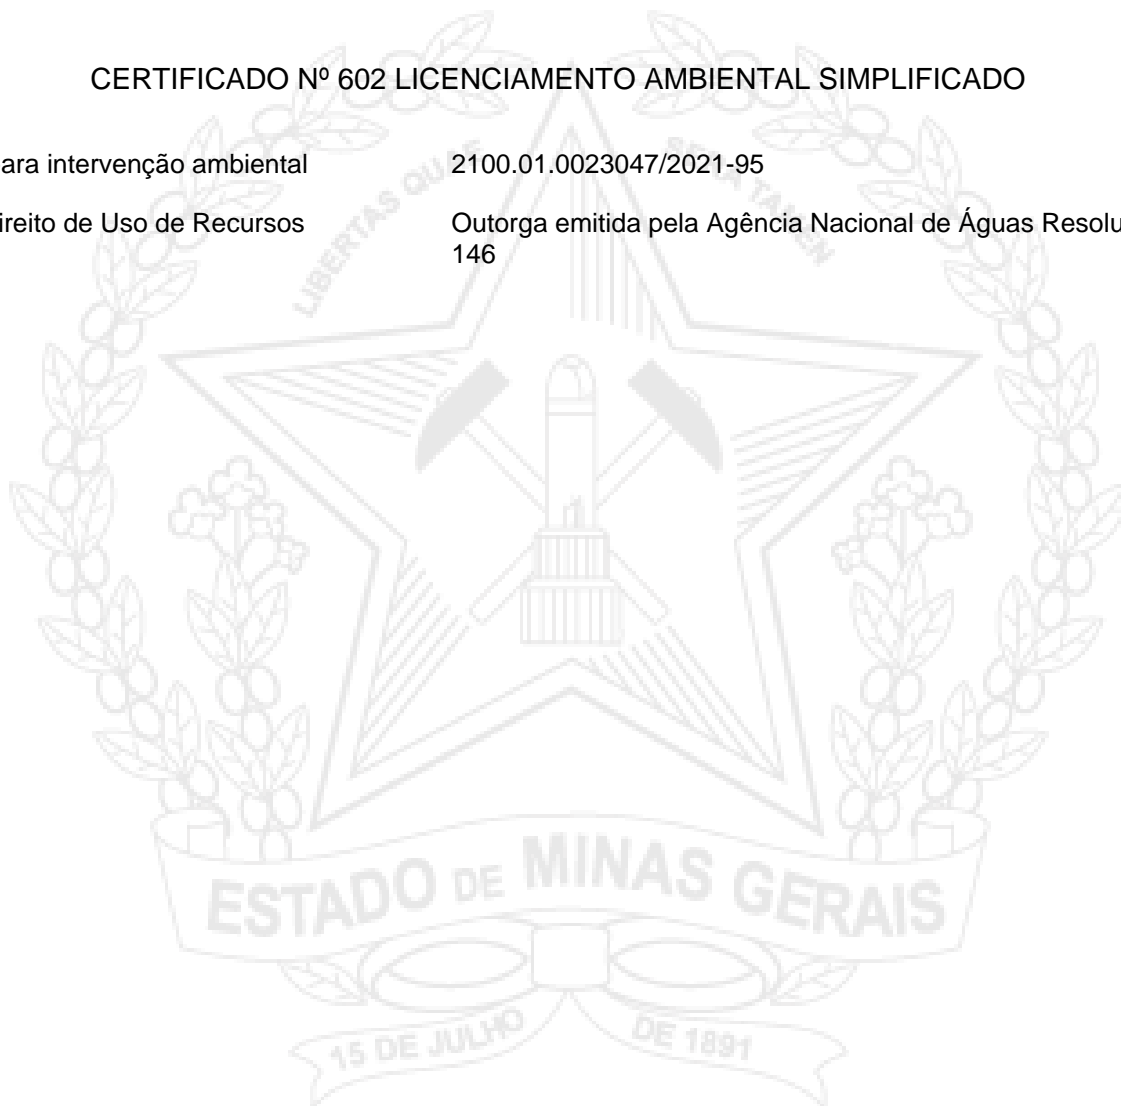 CERTIFICADO Nº 602 LICENCIAMENTO AMBIENTAL SIMPLIFICADO
ara intervenção ambiental 2100.01.0023047/2021-95
ireito de Uso de Recursos Outorga emitida pela Agência Nacional de Águas Resolu
146
LIBERTAS QUÆ SERA TAMEN
ESTADO DE MINAS GERAIS
15 DE JULHO DE 1891